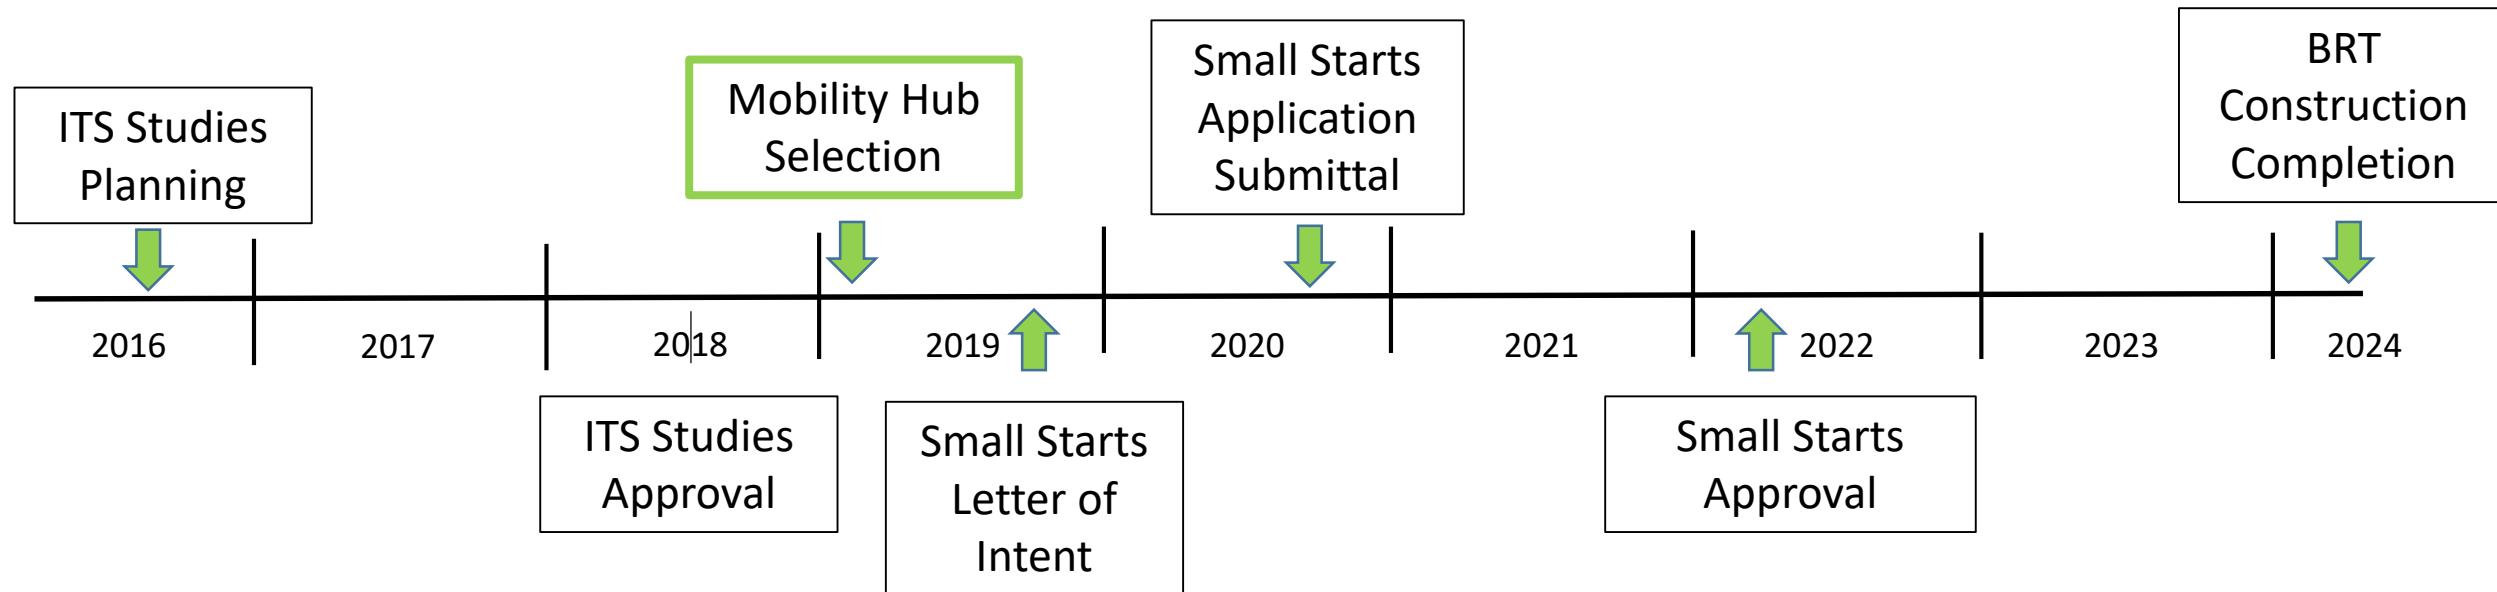 ITS Studies
Planning
Mobility Hub
Selection
Small Starts
Application
Submittal
BRT
Construction
Completion
2016
2017
2018
2019
2020
2021
2022
2023
2024
ITS Studies
Approval
Small Starts
Letter of
Intent
Small Starts
Approval